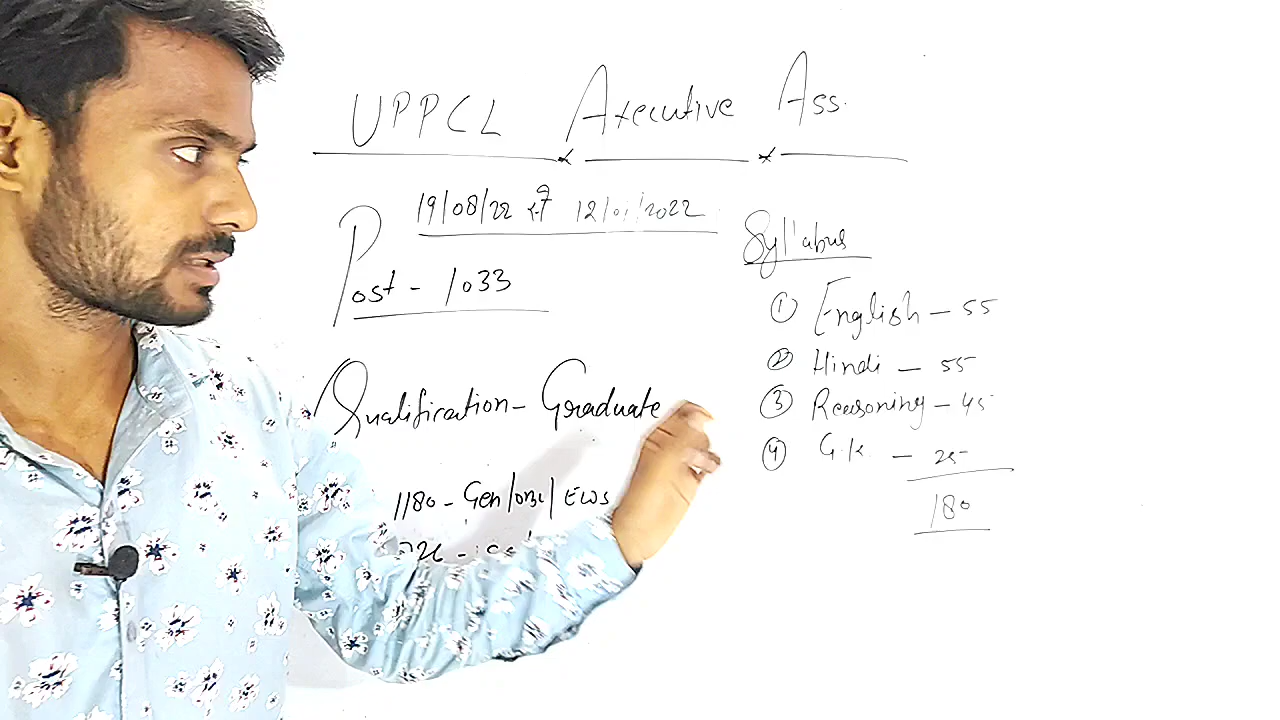 UPPCL Axecutive Ass.
19/08/22 से 12/01/2022
Post - 1033
Qualification - Graduate
1180 - Gen/OBC/EWS
Syllabus
① English - 55
② Hindi - 55
③ Reasoning - 45
④ G.K. - 25
180